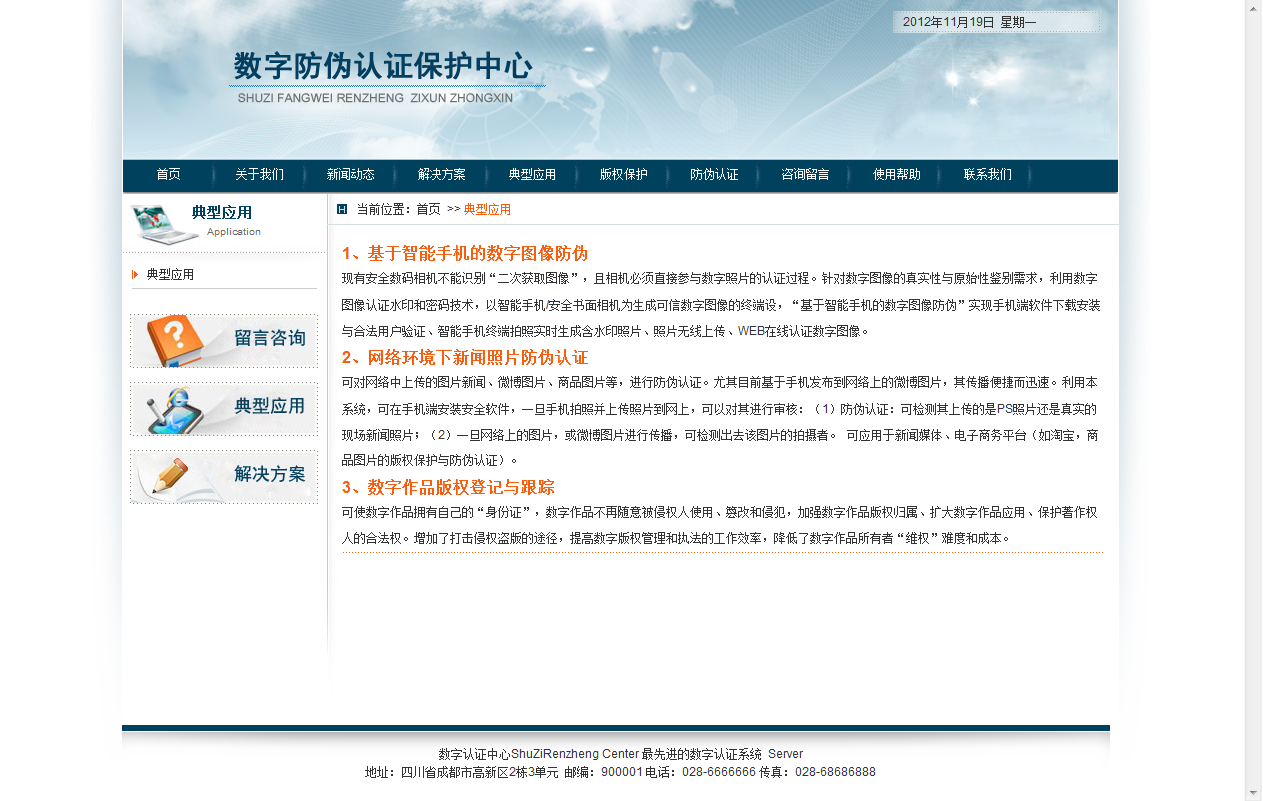 2012年11月19日 星期一
数字防伪认证保护中心
SHUZI FANGWEI RENZHENG ZIXUN ZHONGXIN
首页 关于我们 新闻动态 解决方案 典型应用 版权保护 防伪认证 咨询留言 使用帮助 联系我们
典型应用
Application
当前位置：首页 >> 典型应用
典型应用
留言咨询
典型应用
解决方案
1、基于智能手机的数字图像防伪
现有安全数码相机不能识别“二次获取图像”，且相机必须直接参与数字照片的认证过程。针对数字图像的真实性与原始性鉴别需求，利用数字
图像认证水印和密码技术，以智能手机/安全书面相机为生成可信数字图像的终端设，“基于智能手机的数字图像防伪”实现手机端软件下载安装
与合法用户验证、智能手机终端拍照实时生成含水印照片、照片无线上传、WEB在线认证数字图像。
2、网络环境下新闻照片防伪认证
可对网络中上传的图片新闻、微博图片、商品图片等，进行防伪认证。尤其目前基于手机发布到网络上的微博图片，其传播便捷而迅速。利用本
系统，可在手机端安装安全软件，一旦手机拍照并上传照片到网上，可以对其进行审核：（1）防伪认证：可检测其上传的是PS照片还是真实的
现场新闻照片；（2）一旦网络上的图片，或微博图片进行传播，可检测出去该图片的拍摄者。 可应用于新闻媒体、电子商务平台（如淘宝，商
品图片的版权保护与防伪认证）。
3、数字作品版权登记与跟踪
可使数字作品拥有自己的“身份证”，数字作品不再随意被侵权人使用、篡改和侵犯，加强数字作品版权归属、扩大数字作品应用、保护著作权
人的合法权。增加了打击侵权盗版的途径，提高数字版权管理和执法的工作效率，降低了数字作品所有者“维权”难度和成本。
数字认证中心ShuZiRenzheng Center 最先进的数字认证系统 Server
地址：四川省成都市高新区2栋3单元 邮编：900001 电话：028-6666666 传真：028-68686888